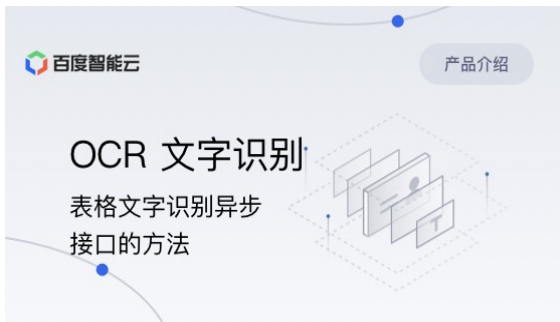 百度智能云
产品介绍
OCR 文字识别
表格文字识别异步
接口的方法
T